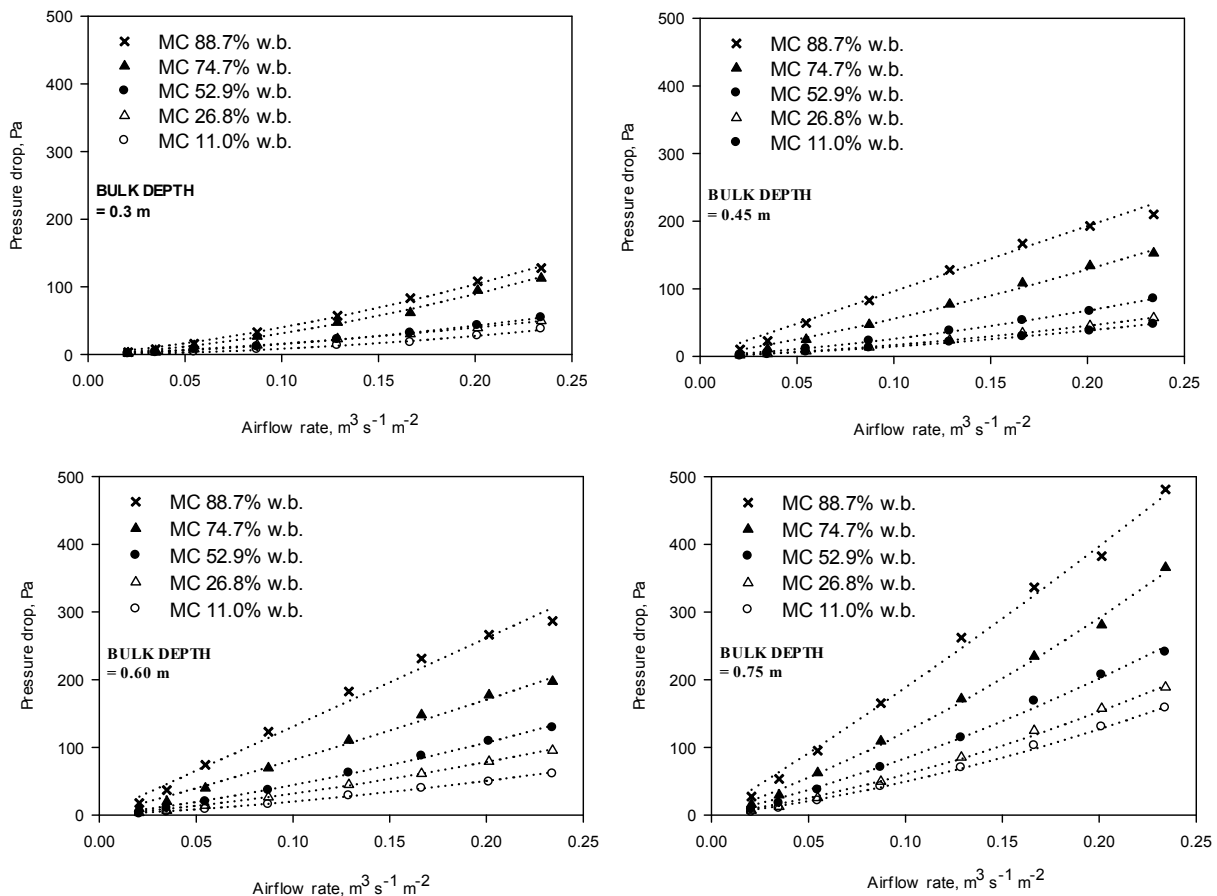 500
400
300
200
100
0
Pressure drop, Pa
MC 88.7% w.b.
MC 74.7% w.b.
MC 52.9% w.b.
MC 26.8% w.b.
MC 11.0% w.b.
BULK DEPTH
= 0.3 m
0.00 0.05 0.10 0.15 0.20 0.25
Airflow rate, m³ s⁻¹ m⁻²
500
400
300
200
100
0
Pressure drop, Pa
MC 88.7% w.b.
MC 74.7% w.b.
MC 52.9% w.b.
MC 26.8% w.b.
MC 11.0% w.b.
BULK DEPTH
= 0.45 m
0.00 0.05 0.10 0.15 0.20 0.25
Airflow rate, m³ s⁻¹ m⁻²
500
400
300
200
100
0
Pressure drop, Pa
MC 88.7% w.b.
MC 74.7% w.b.
MC 52.9% w.b.
MC 26.8% w.b.
MC 11.0% w.b.
BULK DEPTH
= 0.60 m
0.00 0.05 0.10 0.15 0.20 0.25
Airflow rate, m³ s⁻¹ m⁻²
500
400
300
200
100
0
Pressure drop, Pa
MC 88.7% w.b.
MC 74.7% w.b.
MC 52.9% w.b.
MC 26.8% w.b.
MC 11.0% w.b.
BULK DEPTH
= 0.75 m
0.00 0.05 0.10 0.15 0.20 0.25
Airflow rate, m³ s⁻¹ m⁻²